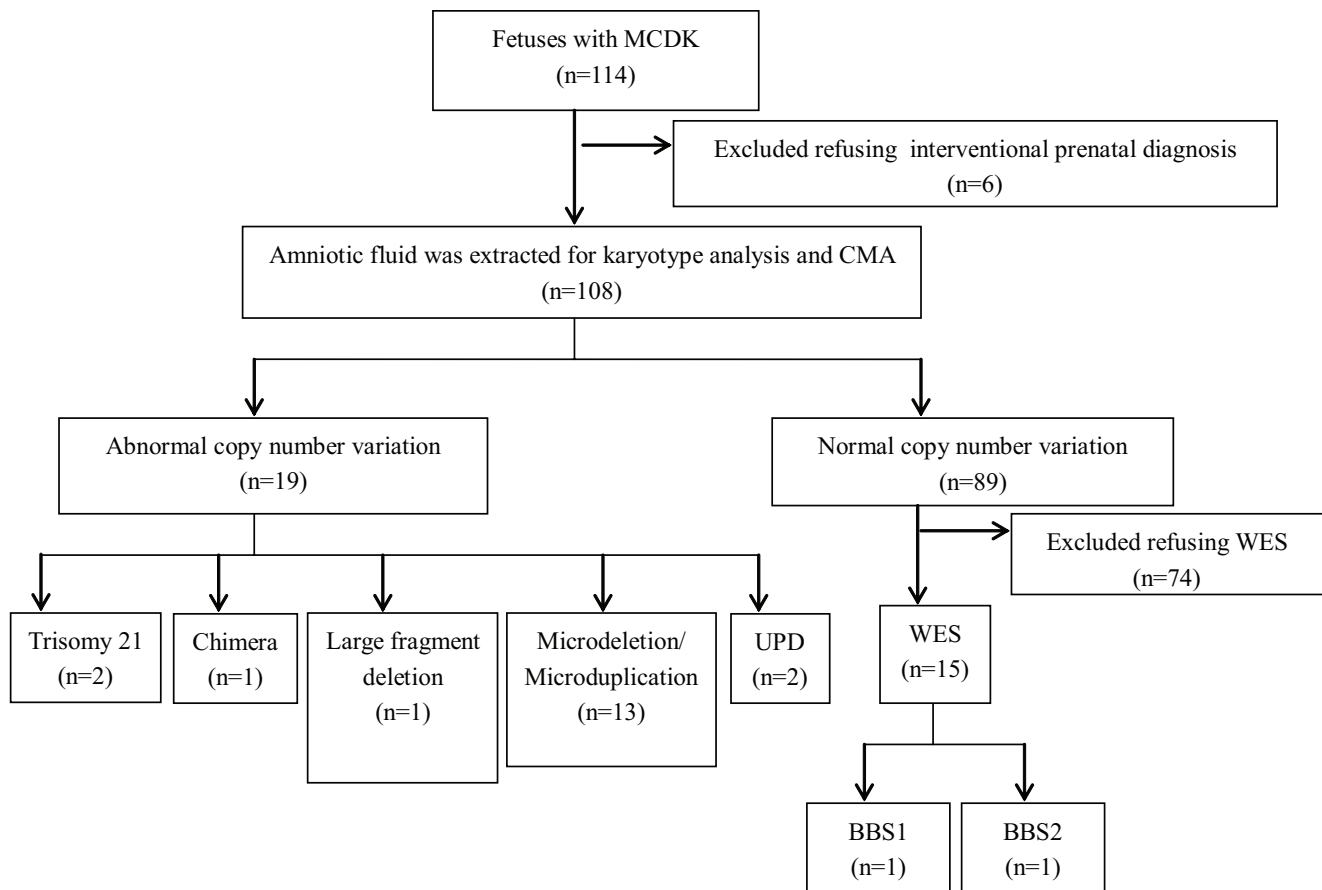 Fetuses with MCDK
(n=114)
Excluded refusing interventional prenatal diagnosis
(n=6)
Amniotic fluid was extracted for karyotype analysis and CMA
(n=108)
Abnormal copy number variation
(n=19)
Normal copy number variation
(n=89)
Excluded refusing WES
(n=74)
Trisomy 21
(n=2)
Chimera
(n=1)
Large fragment
deletion
(n=1)
Microdeletion/
Microduplication
(n=13)
UPD
(n=2)
WES
(n=15)
BBS1
(n=1)
BBS2
(n=1)